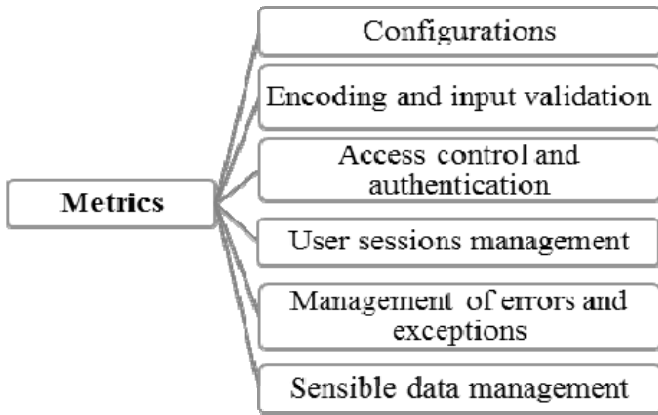 Configurations
Encoding and input validation
Access control and
authentication
Metrics
User sessions management
Management of errors and
exceptions
Sensible data management